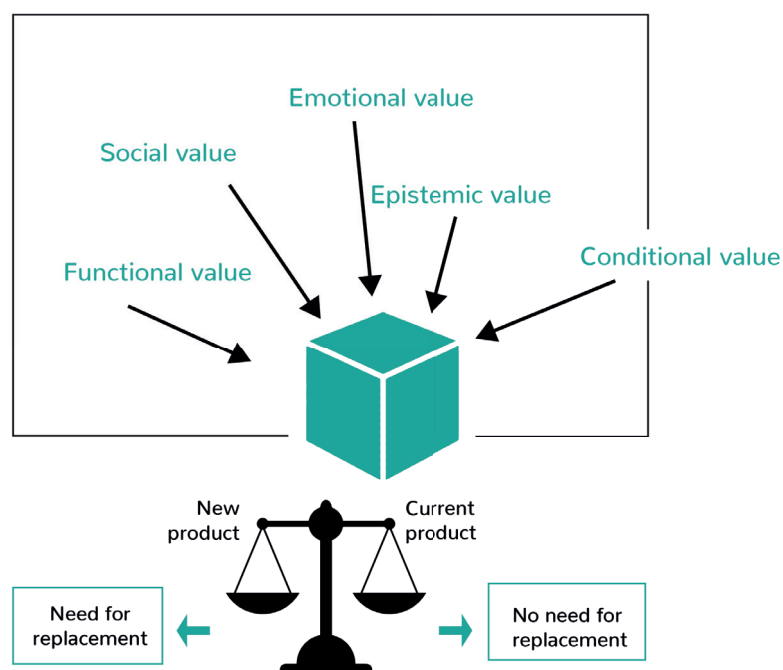 Emotional value
Social value
Epistemic value
Conditional value
Functional value
New
product
Current
product
Need for
replacement
No need for
replacement